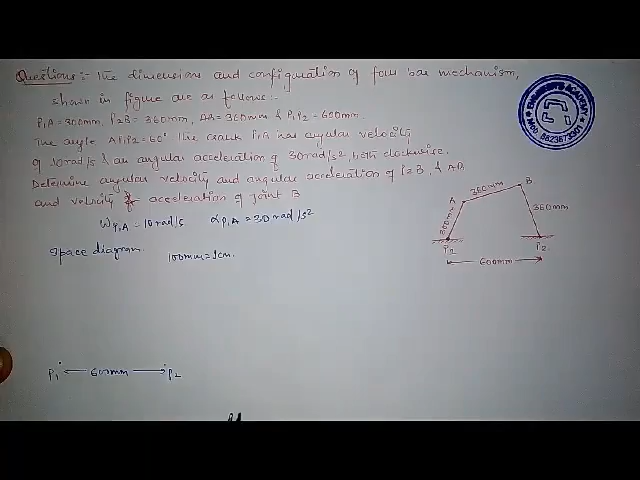 Questions:- The dimensions and configuration of four bar mechanism,
shown in figure are as follows:-
P₁A = 300mm, P₂B = 360mm, AB = 360mm & P₁P₂ = 600mm.
The angle AP₁P₂ = 60° The crank P₁A has angular velocity
of 10rad/s & an angular acceleration of 30rad/s², both clockwise.
Determine angular velocity and angular acceleration of P₂B, & AB
and velocity & acceleration of joint B
ωP₁A = 10 rad/s αP₁A = 30 rad/s²
Space diagram. 100mm = 1cm.
360mm
B
A
300mm
360mm
P₂
600mm
P₁ 600mm P₂